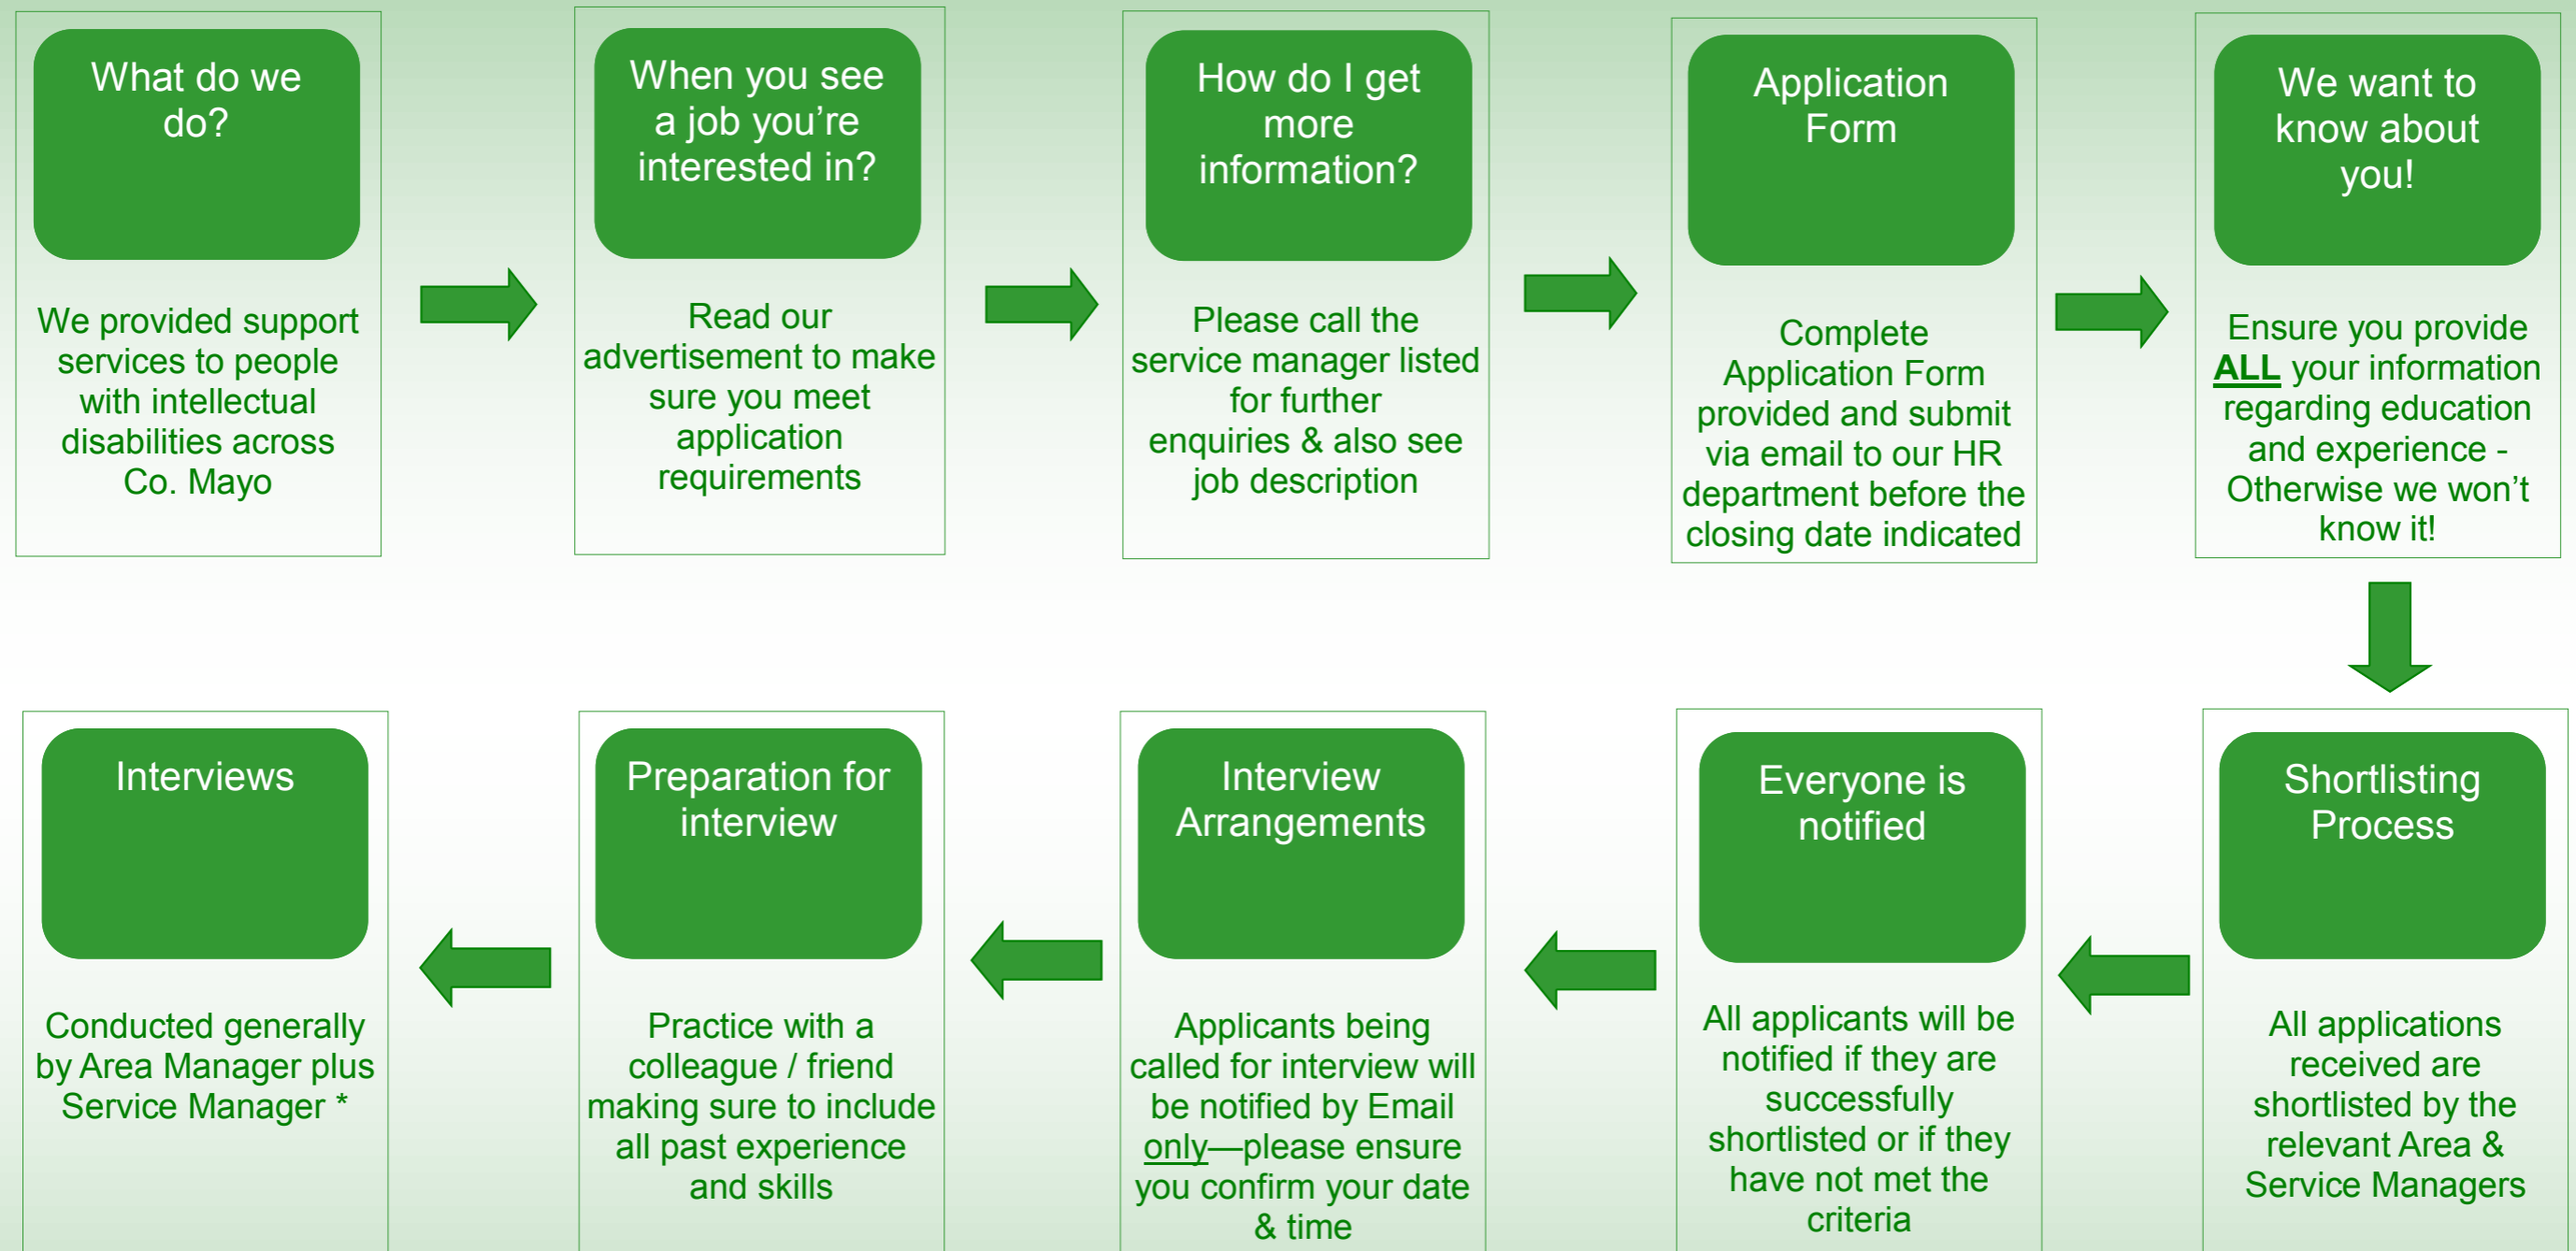 What do we
do?
We provided support
services to people
with intellectual
disabilities across
Co. Mayo
When you see
a job you’re
interested in?
Read our
advertisement to make
sure you meet
application
requirements
How do I get
more
information?
Please call the
service manager listed
for further
enquiries & also see
job description
Application
Form
Complete
Application Form
provided and submit
via email to our HR
department before the
closing date indicated
We want to
know about
you!
Ensure you provide
ALL your information
regarding education
and experience -
Otherwise we won’t
know it!
Shortlisting
Process
All applications
received are
shortlisted by the
relevant Area &
Service Managers
Everyone is
notified
All applicants will be
notified if they are
successfully
shortlisted or if they
have not met the
criteria
Interview
Arrangements
Applicants being
called for interview will
be notified by Email
only—please ensure
you confirm your date
& time
Preparation for
interview
Practice with a
colleague / friend
making sure to include
all past experience
and skills
Interviews
Conducted generally
by Area Manager plus
Service Manager *